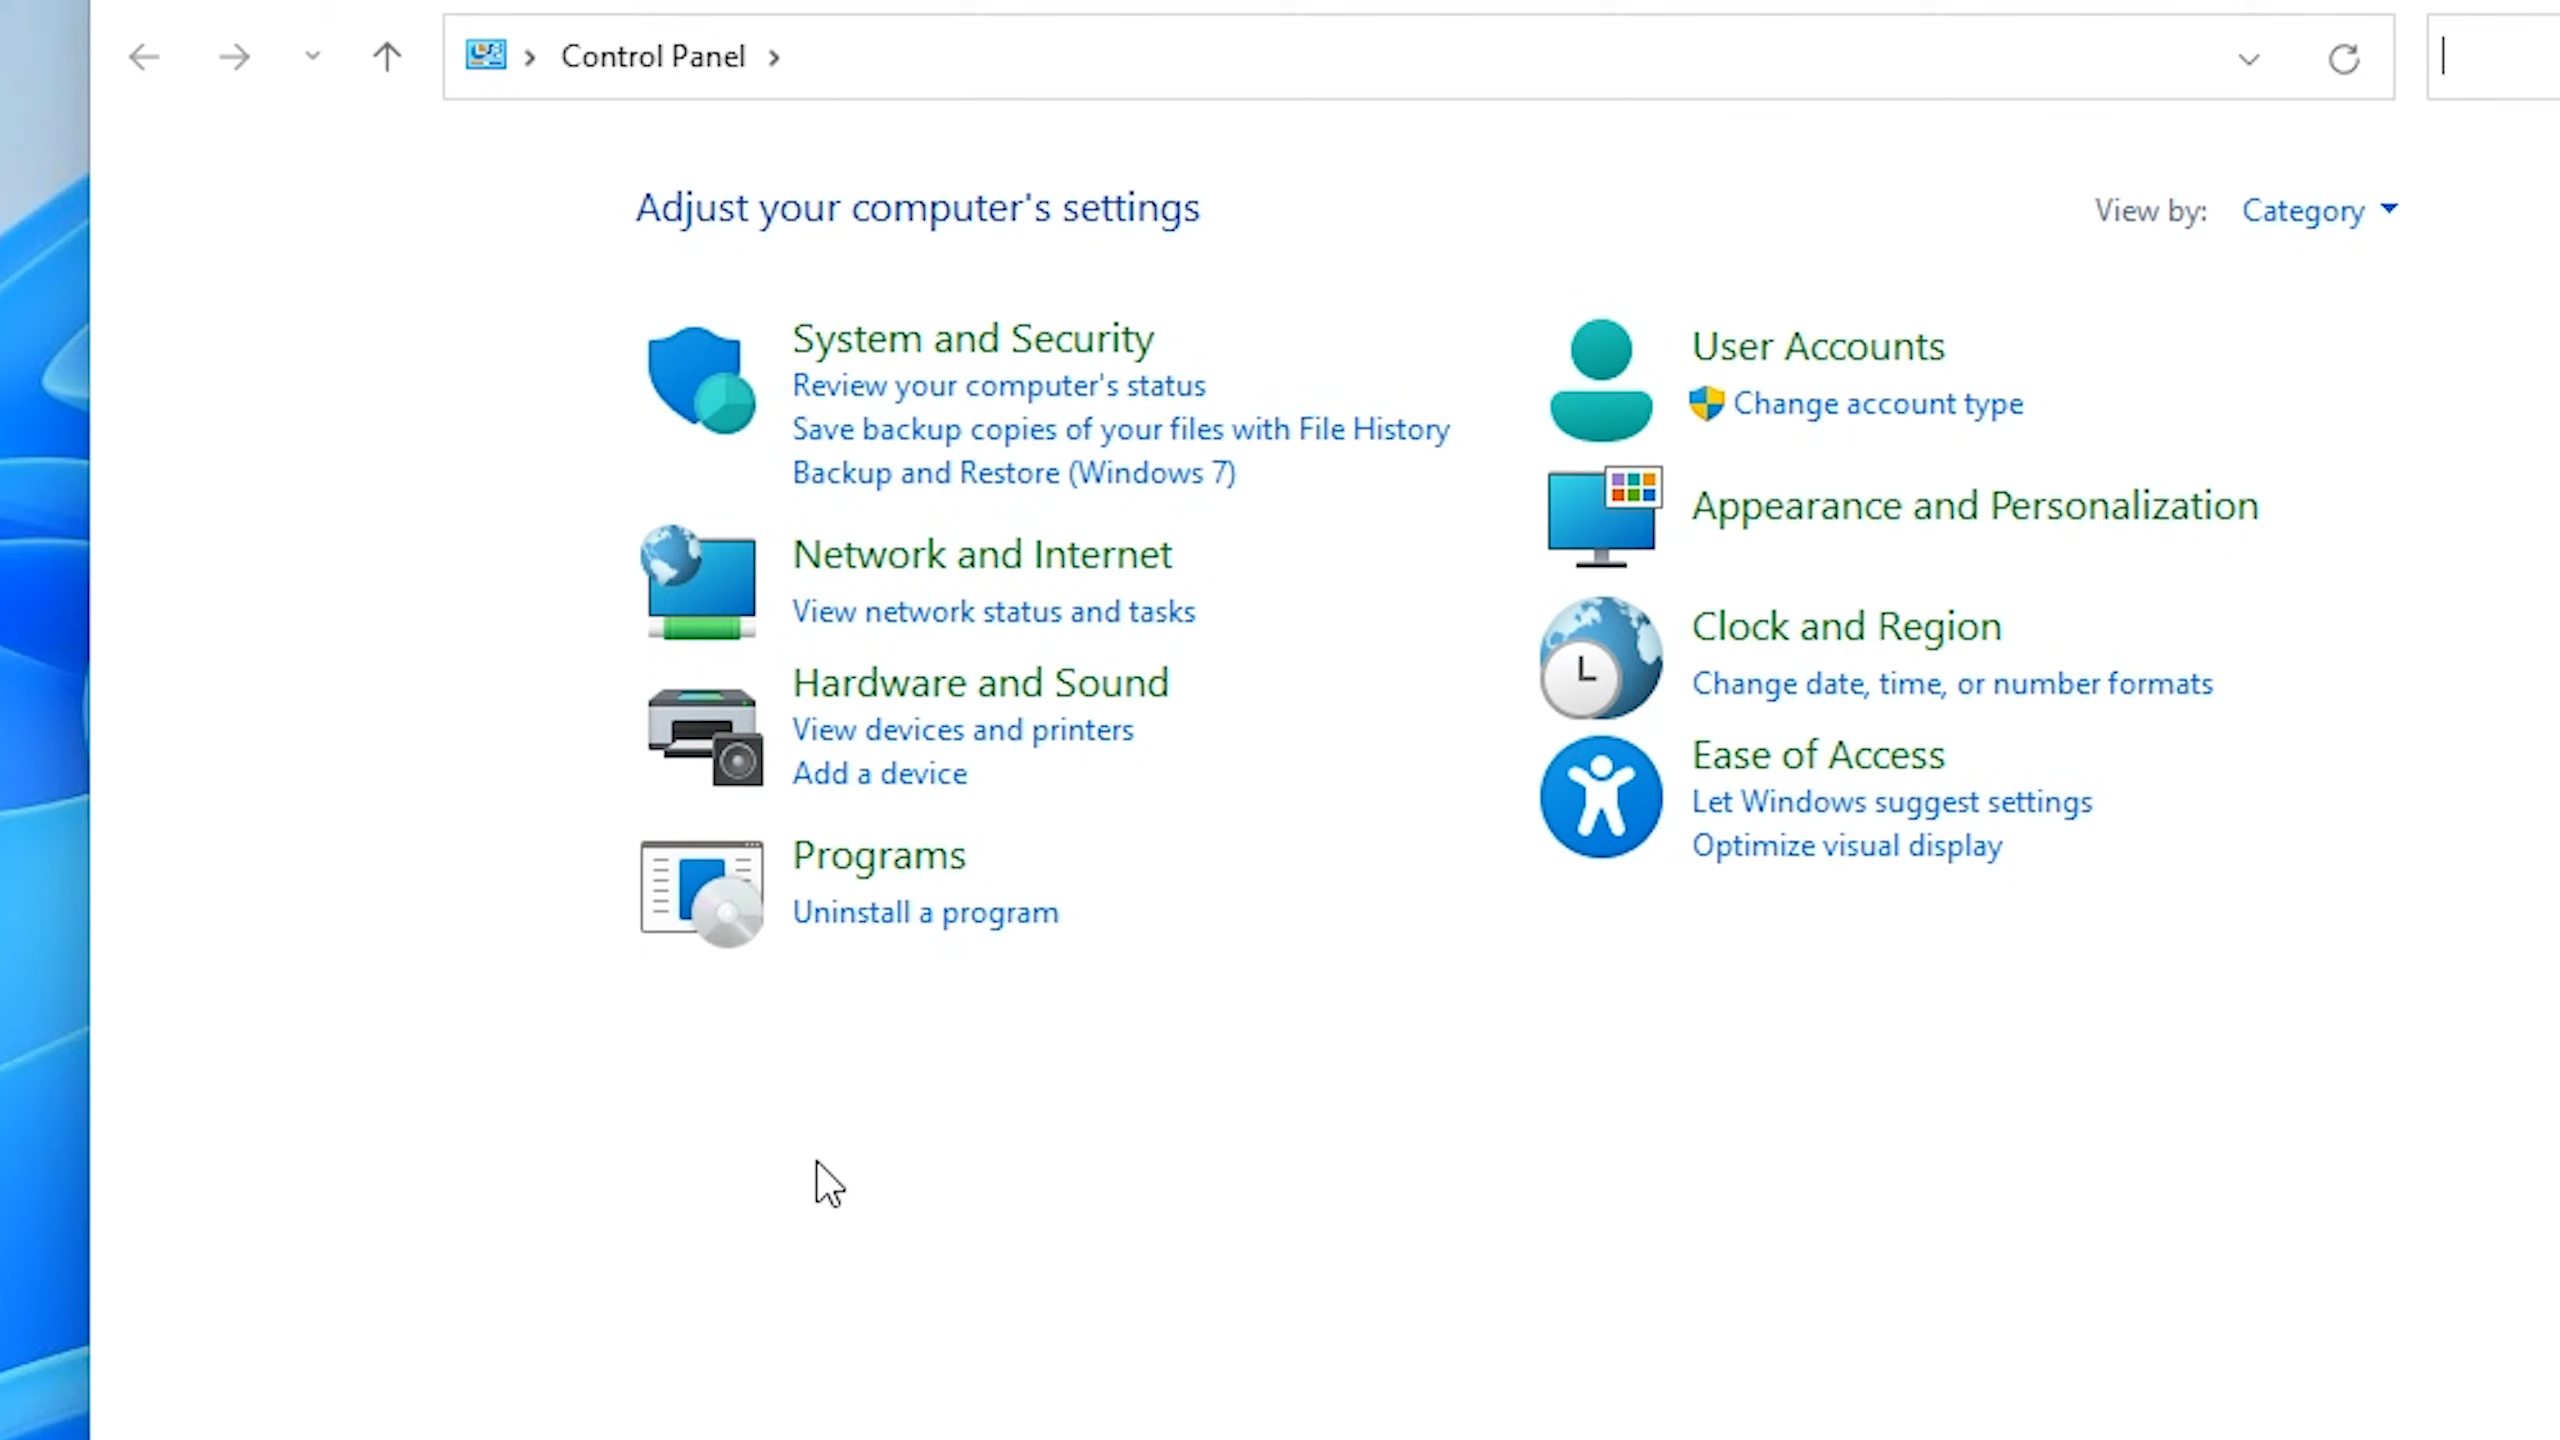 Control Panel
Adjust your computer's settings
View by: Category
System and Security
Review your computer's status
Save backup copies of your files with File History
Backup and Restore (Windows 7)
Network and Internet
View network status and tasks
Hardware and Sound
View devices and printers
Add a device
Programs
Uninstall a program
User Accounts
Change account type
Appearance and Personalization
Clock and Region
Change date, time, or number formats
Ease of Access
Let Windows suggest settings
Optimize visual display